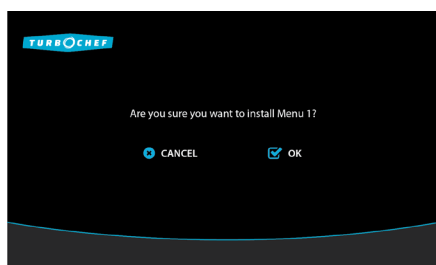 TURBOCHEF
Are you sure you want to install Menu 1?
CANCEL
OK